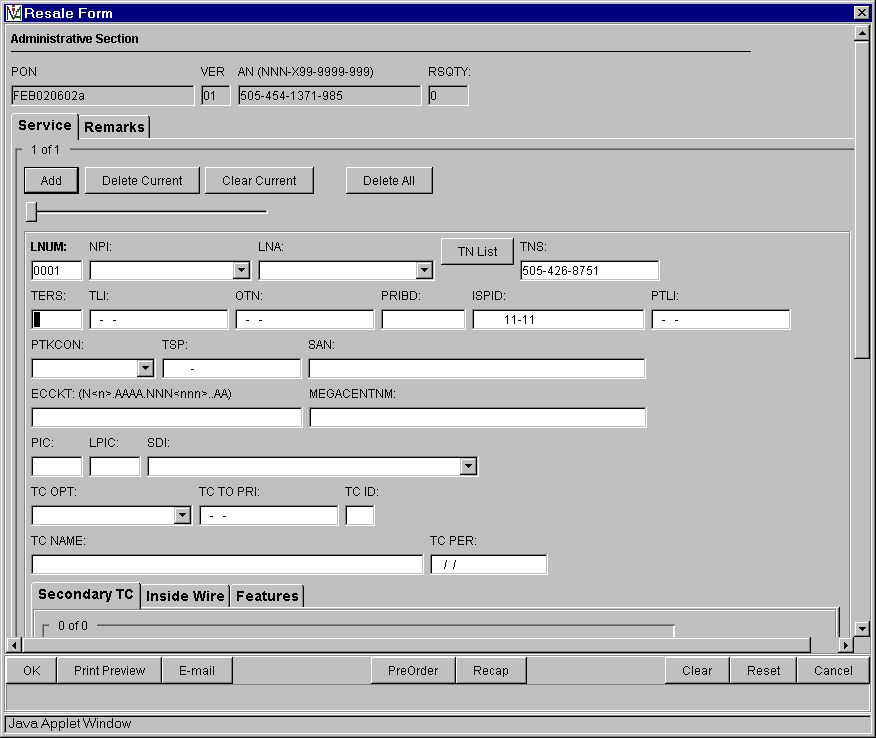 Resale Form
Administrative Section
PON VER AN (NNN-X99-9999-999) RSQTY:
FEB020602a 01 505-454-1371-985 0
Service Remarks
1 of 1
Add Delete Current Clear Current Delete All
LNUM: NPI: LNA: TN List TNS:
0001 505-426-8751
TERS: TLI: OTN: PRIBD: ISPID: PTLI:
- - - - 11-11 - -
PTKCON: TSP: SAN:
-
ECCKT: (N<n>.AAAA.NNN<nnn>..AA) MEGACENTNM:
PIC: LPIC: SDI:
TC OPT: TC TO PRI: TC ID:
- -
TC NAME: TC PER:
/ /
Secondary TC Inside Wire Features
0 of 0
OK Print Preview E-mail PreOrder Recap Clear Reset Cancel
Java Applet Window